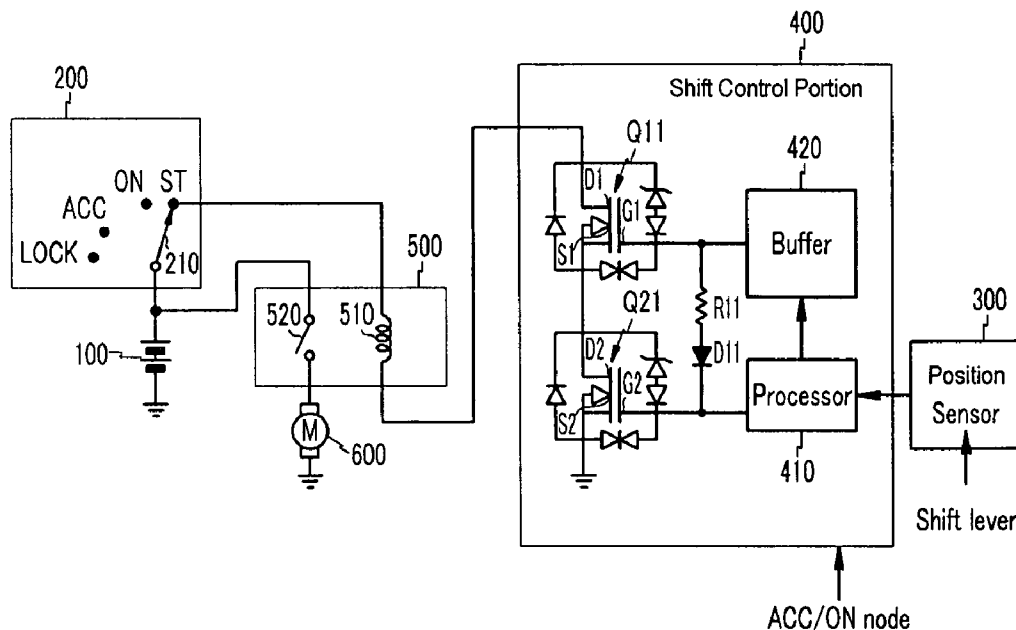 400
Shift Control Portion
200
Q11
420
D1
ON ST
G1
ACC
Buffer
LOCK
210
S1
500
R11
520
510
Q21
300
D2
D11
100
G2
Processor
Position
Sensor
S2
M
600
410
Shift lever
ACC/ON node